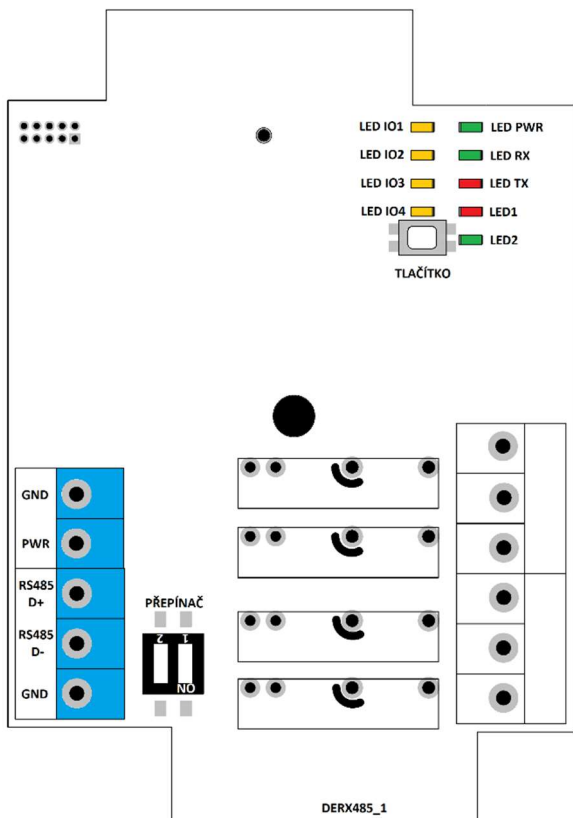 LED IO1
LED PWR
LED IO2
LED RX
LED IO3
LED TX
LED IO4
LED1
LED2
TLAČÍTKO
GND
PWR
RS485
D+
RS485
D-
GND
PŘEPÍNAČ
2 1
ON
DERX485_1